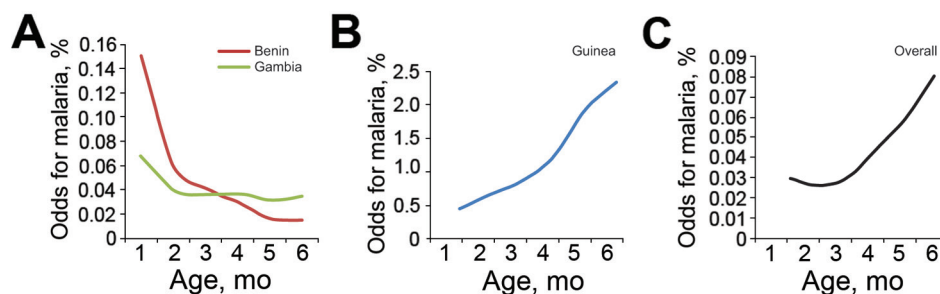 A
Odds for malaria, %
0.16
0.14
0.12
0.10
0.08
0.06
0.04
0.02
0
Benin
Gambia
1 2 3 4 5 6
Age, mo
B
Odds for malaria, %
Guinea
2.5
2.0
1.5
1.0
0.5
0
1 2 3 4 5 6
Age, mo
C
Odds for malaria, %
Overall
0.09
0.08
0.07
0.06
0.05
0.04
0.03
0.02
0.01
0
1 2 3 4 5 6
Age, mo